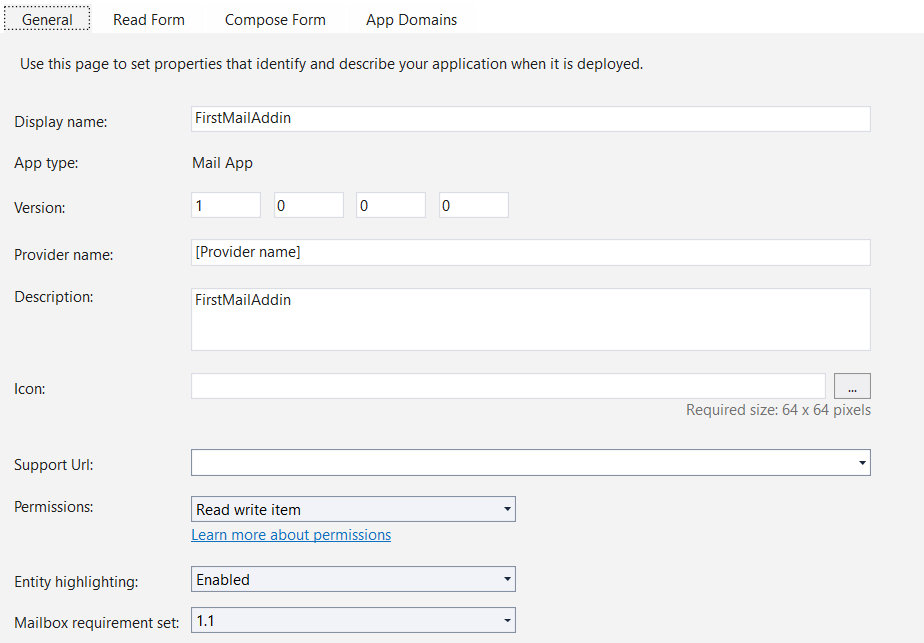 General Read Form Compose Form App Domains
Use this page to set properties that identify and describe your application when it is deployed.
Display name: FirstMailAddin
App type: Mail App
Version: 1 0 0 0
Provider name: [Provider name]
Description: FirstMailAddin
Icon: ...
Required size: 64 x 64 pixels
Support Url:
Permissions: Read write item
Learn more about permissions
Entity highlighting: Enabled
Mailbox requirement set: 1.1